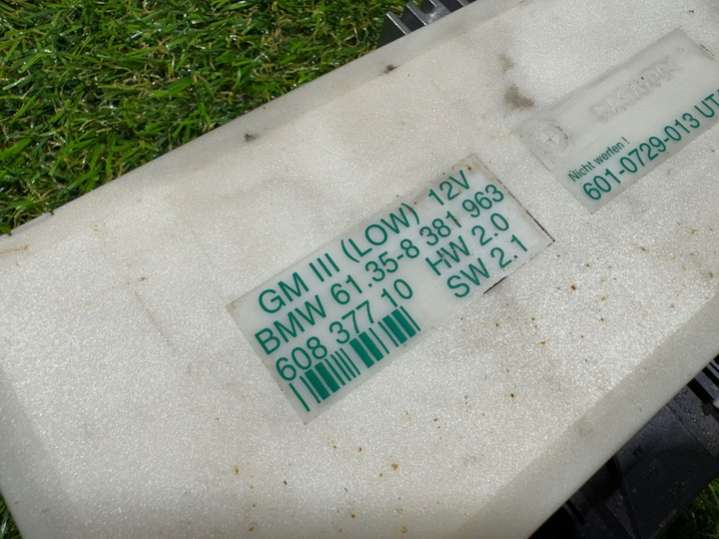 GM III (LOW) 12V
BMW 61.35-8 381 963
608 377 10 HW 2.0
SW 2.1
Nicht werfen !
601-0729-013 UT